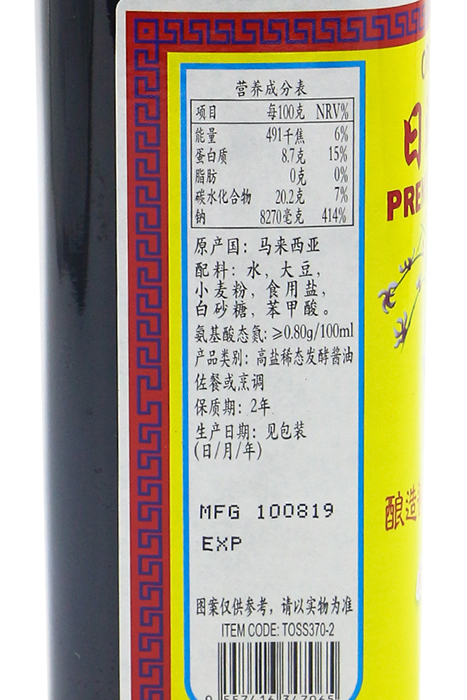 营养成分表
项目 每100克 NRV%
能量 491千焦 6%
蛋白质 8.7克 15%
脂肪 0克 0%
碳水化合物 20.2克 7%
钠 8270毫克 414%
原产国：马来西亚
配料：水，大豆，
小麦粉，食用盐，
白砂糖，苯甲酸。
氨基酸态氮：≥0.80g/100ml
产品类别：高盐稀态发酵酱油
佐餐或烹调
保质期：2年
生产日期：见包装
(日/月/年)
MFG 100819
EXP
图案仅供参考，请以实物为准
ITEM CODE: TOSS370-2
印
PRE
酿造